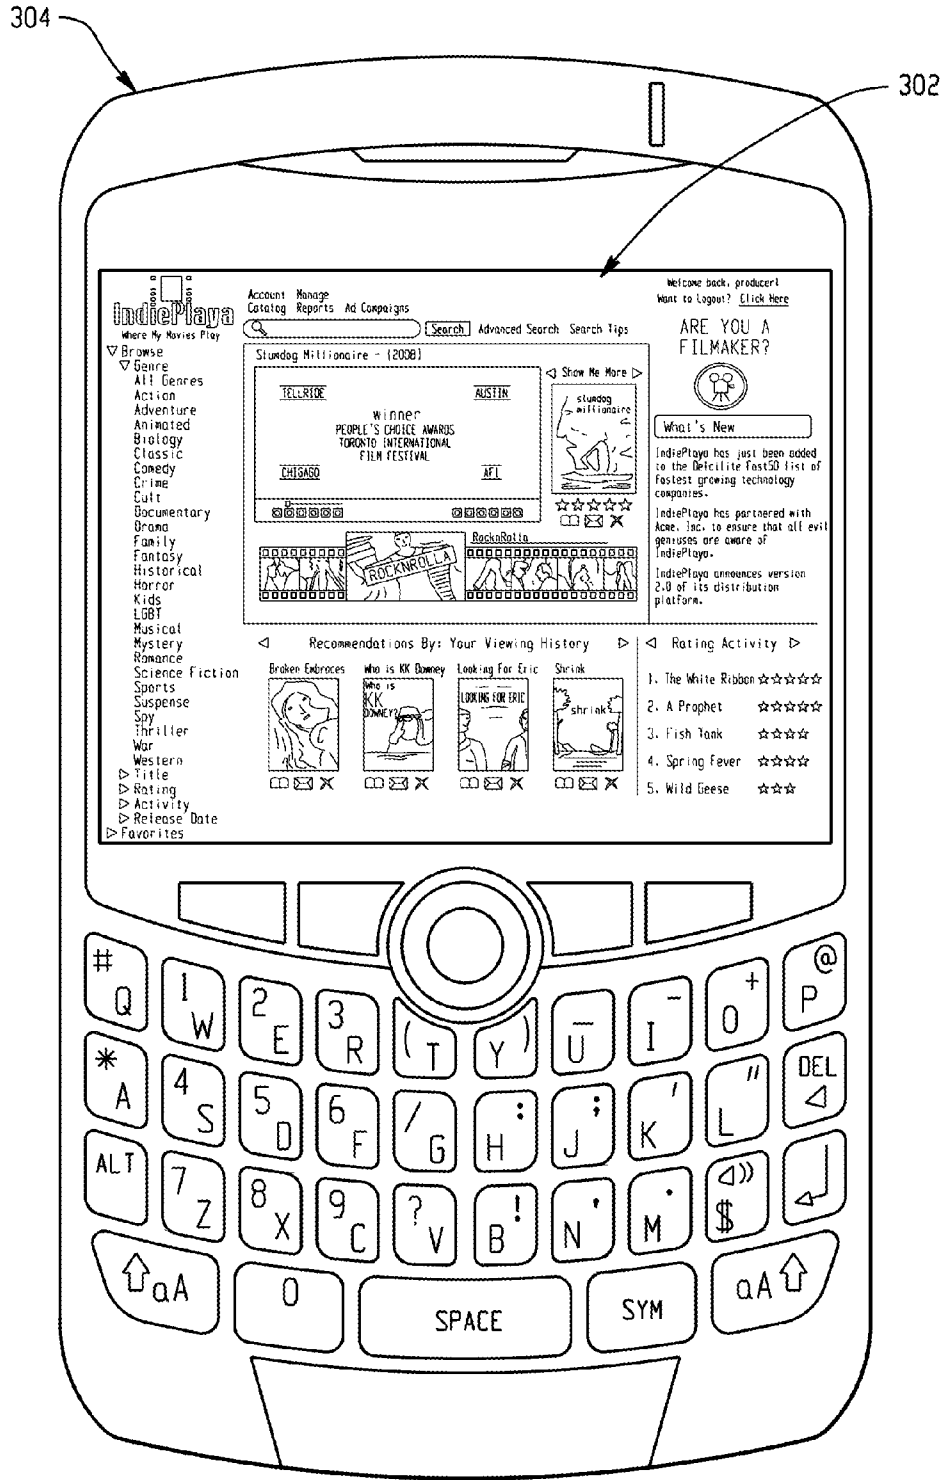 304
302
IndiePlaya
Where My Movies Play
Account Manage
Catalog Reports Ad Campaigns
Search Advanced Search Search Tips
Welcome back, producer!
Want to Logout? Click Here
ARE YOU A
FILMAKER?
What's New
IndiePlaya has just been added
to the Delcilite Fast50 list of
fastest growing technology
companies.
IndiePlaya has partnered with
Acme, Inc. to ensure that all evil
geniuses are aware of
IndiePlaya.
IndiePlaya announces version
2.0 of its distribution
platform.
Browse
Genre
All Genres
Action
Adventure
Animated
Biology
Classic
Comedy
Crime
Cult
Documentary
Drama
Family
Fantasy
Historical
Horror
Kids
LGBT
Musical
Mystery
Romance
Science Fiction
Sports
Suspense
Spy
Thriller
War
Western
Title
Rating
Activity
Release Date
Favorites
Slumdog Millionaire - (2008)
TELLRIDE AUSTIN
winner
PEOPLE'S CHOICE AWARDS
TORONTO INTERNATIONAL
FILM FESTIVAL
CHIGAGO AFL
Show Me More
slumdog
millionaire
RocknRolla
ROCKNROLLA
Recommendations By: Your Viewing History
Broken Embraces Who is KK Downey Looking For Eric Shrink
Who is
KK
DOWNEY?
LOOKING FOR ERIC
shrink
Rating Activity
1. The White Ribbon ☆☆☆☆☆
2. A Prophet ☆☆☆☆☆
3. Fish Tank ☆☆☆☆
4. Spring Fever ☆☆☆☆
5. Wild Geese ☆☆☆
# Q 1 W 2 E 3 R ( T Y ) _ U - I + O @ P
* A 4 S 5 D 6 F / G : H ; J ' K " L DEL
ALT 7 Z 8 X 9 C ? V ! B , N . M $
aA 0 SPACE SYM aA